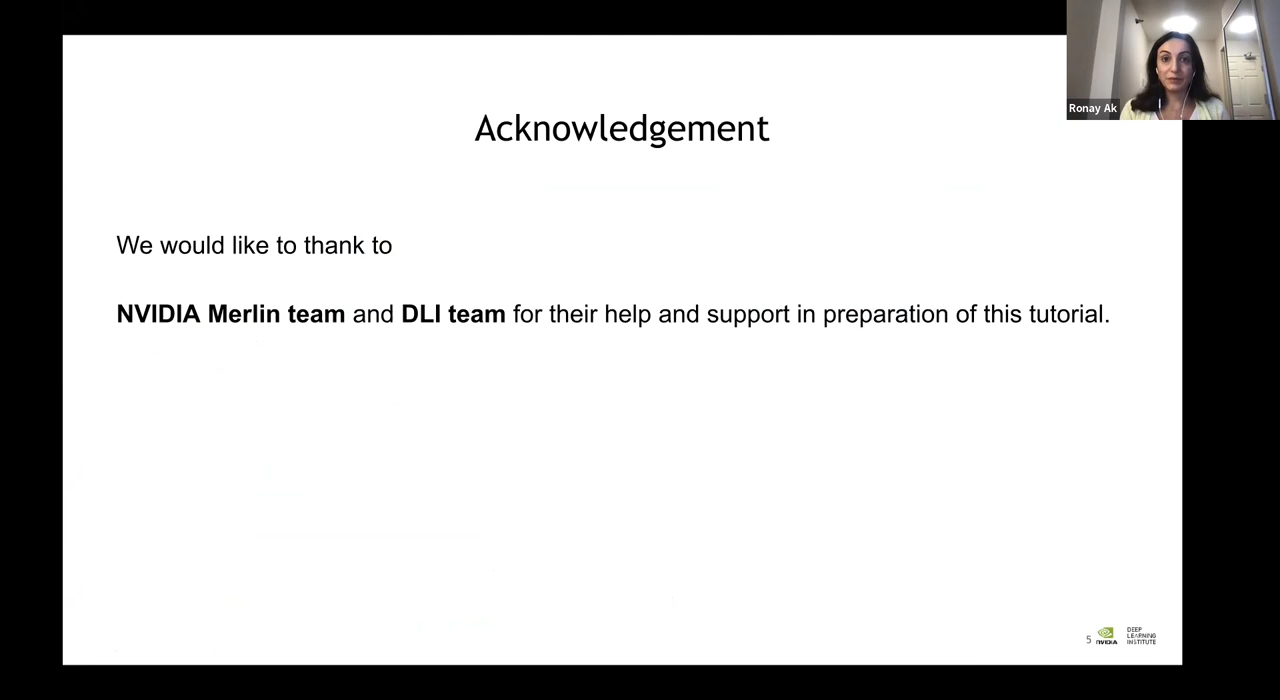 Ronay Ak
Acknowledgement
We would like to thank to
NVIDIA Merlin team and DLI team for their help and support in preparation of this tutorial.
5
NVIDIA
DEEP
LEARNING
INSTITUTE